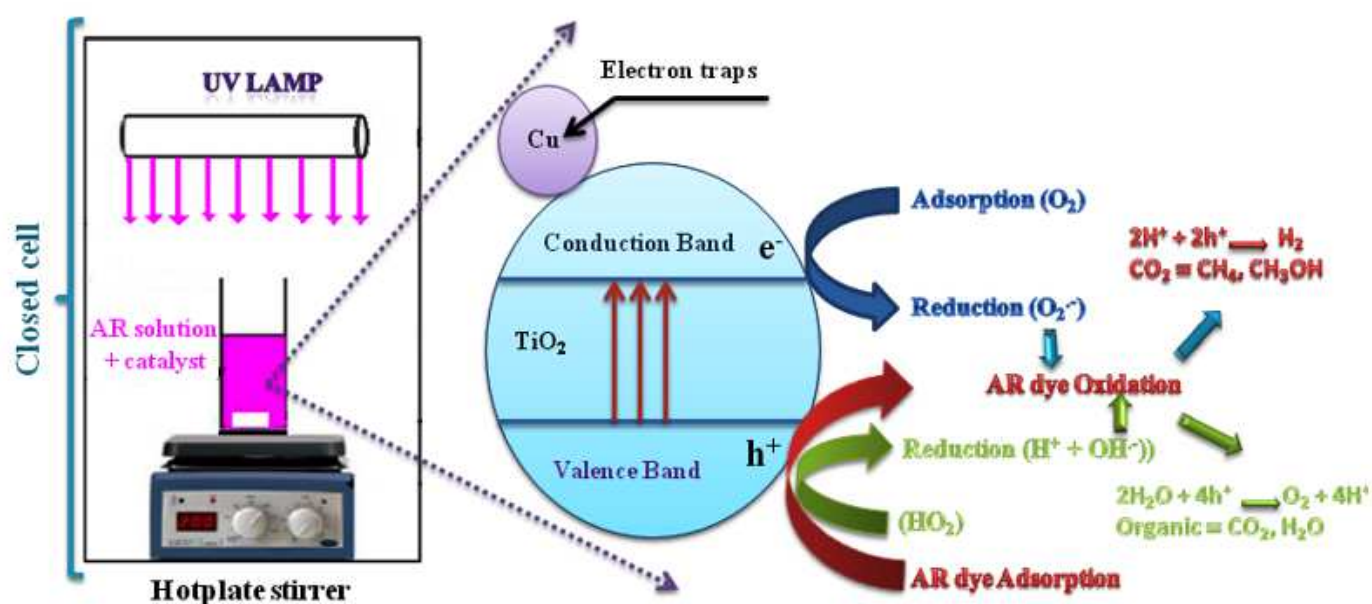 Closed cell
UV LAMP
AR solution
+ catalyst
Hotplate stirrer
Electron traps
Cu
Conduction Band
e⁻
TiO₂
h⁺
Valence Band
Adsorption (O₂)
Reduction (O₂·⁻)
AR dye Oxidation
Reduction (H⁺ + OH·))
(HO₂)
AR dye Adsorption
2H⁺ + 2h⁺ → H₂
CO₂ = CH₄, CH₃OH
2H₂O + 4h⁺ → O₂ + 4H⁺
Organic = CO₂, H₂O